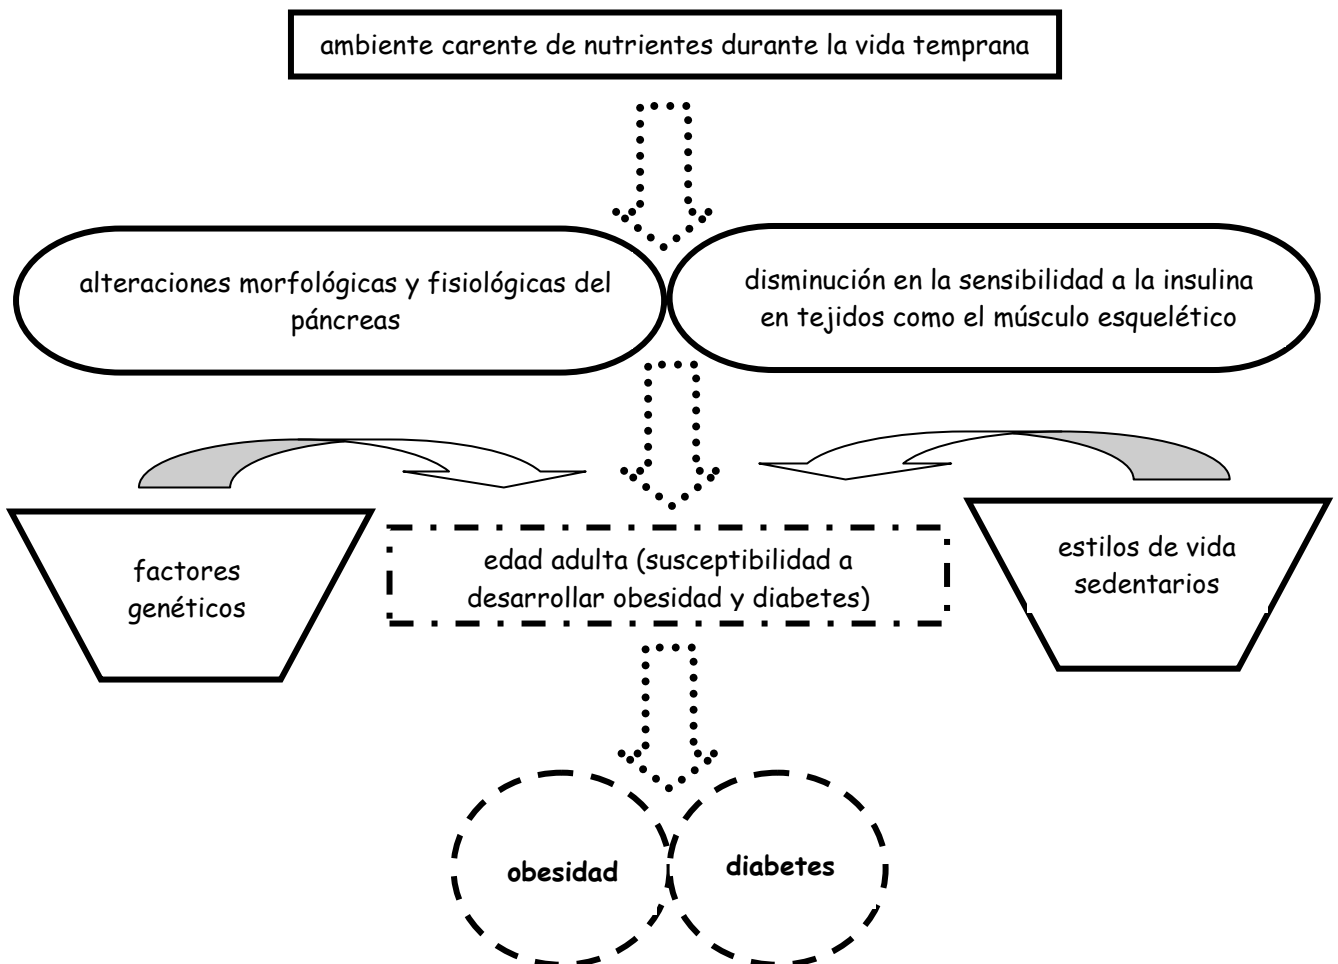 ambiente carente de nutrientes durante la vida temprana
alteraciones morfológicas y fisiológicas del
páncreas
disminución en la sensibilidad a la insulina
en tejidos como el músculo esquelético
factores
genéticos
edad adulta (susceptibilidad a
desarrollar obesidad y diabetes)
estilos de vida
sedentarios
obesidad
diabetes